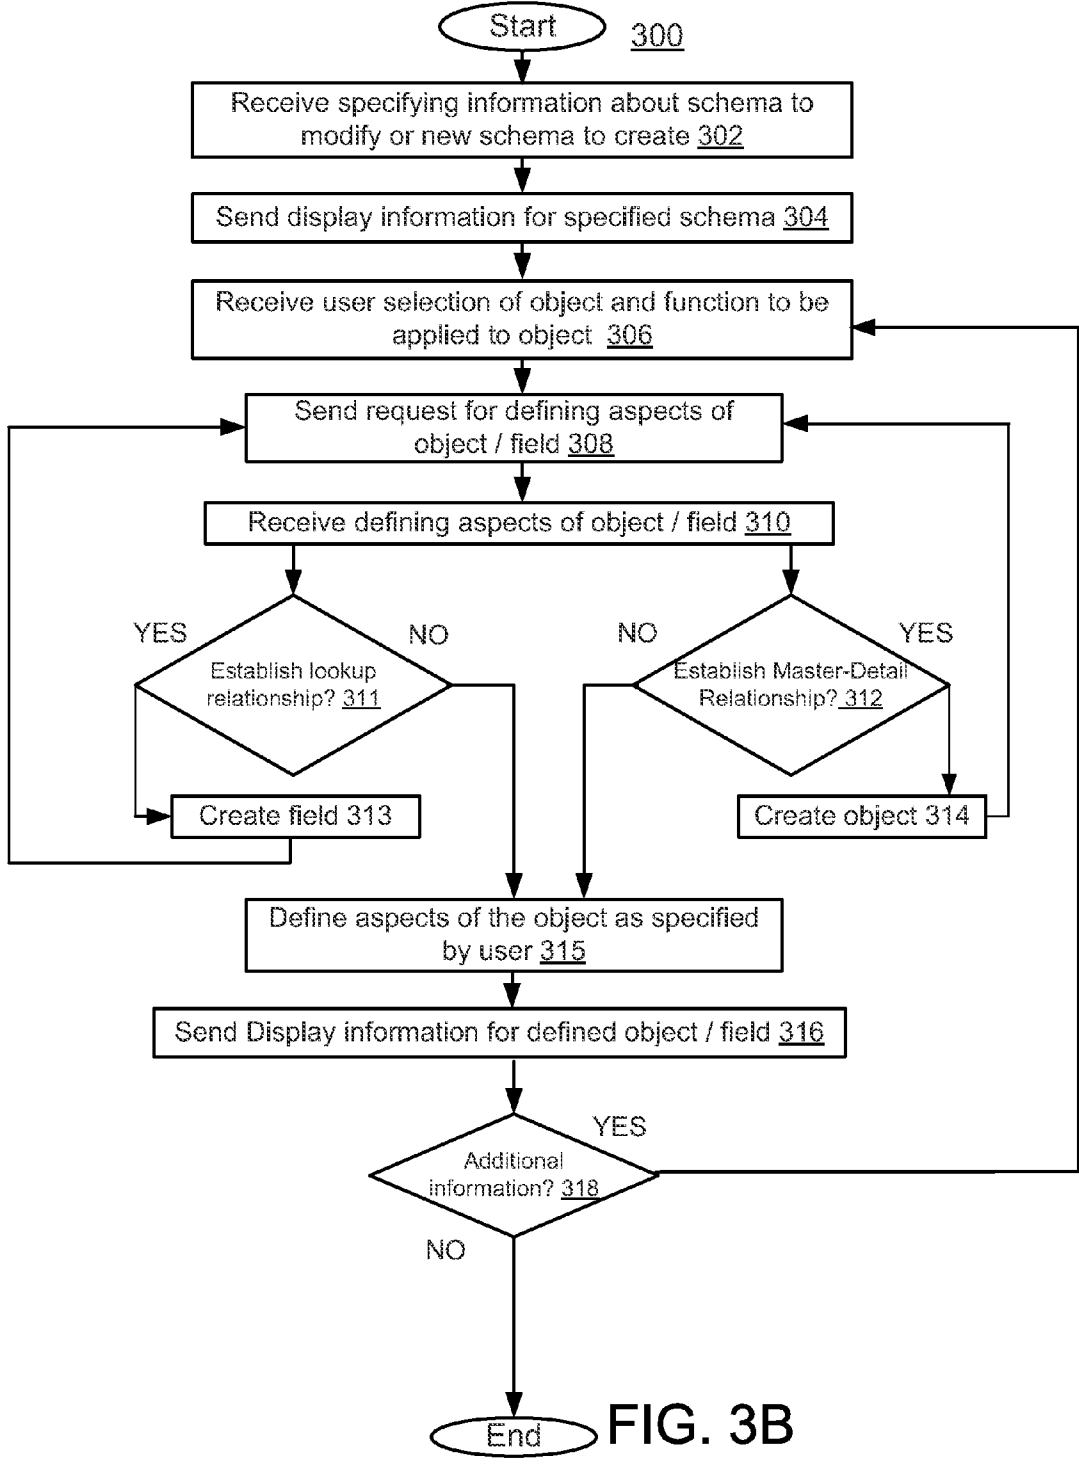 Start
300
Receive specifying information about schema to
modify or new schema to create 302
Send display information for specified schema 304
Receive user selection of object and function to be
applied to object 306
Send request for defining aspects of
object / field 308
Receive defining aspects of object / field 310
YES
NO
Establish lookup
relationship? 311
NO
YES
Establish Master-Detail
Relationship? 312
Create field 313
Create object 314
Define aspects of the object as specified
by user 315
Send Display information for defined object / field 316
YES
Additional
information? 318
NO
End
FIG. 3B